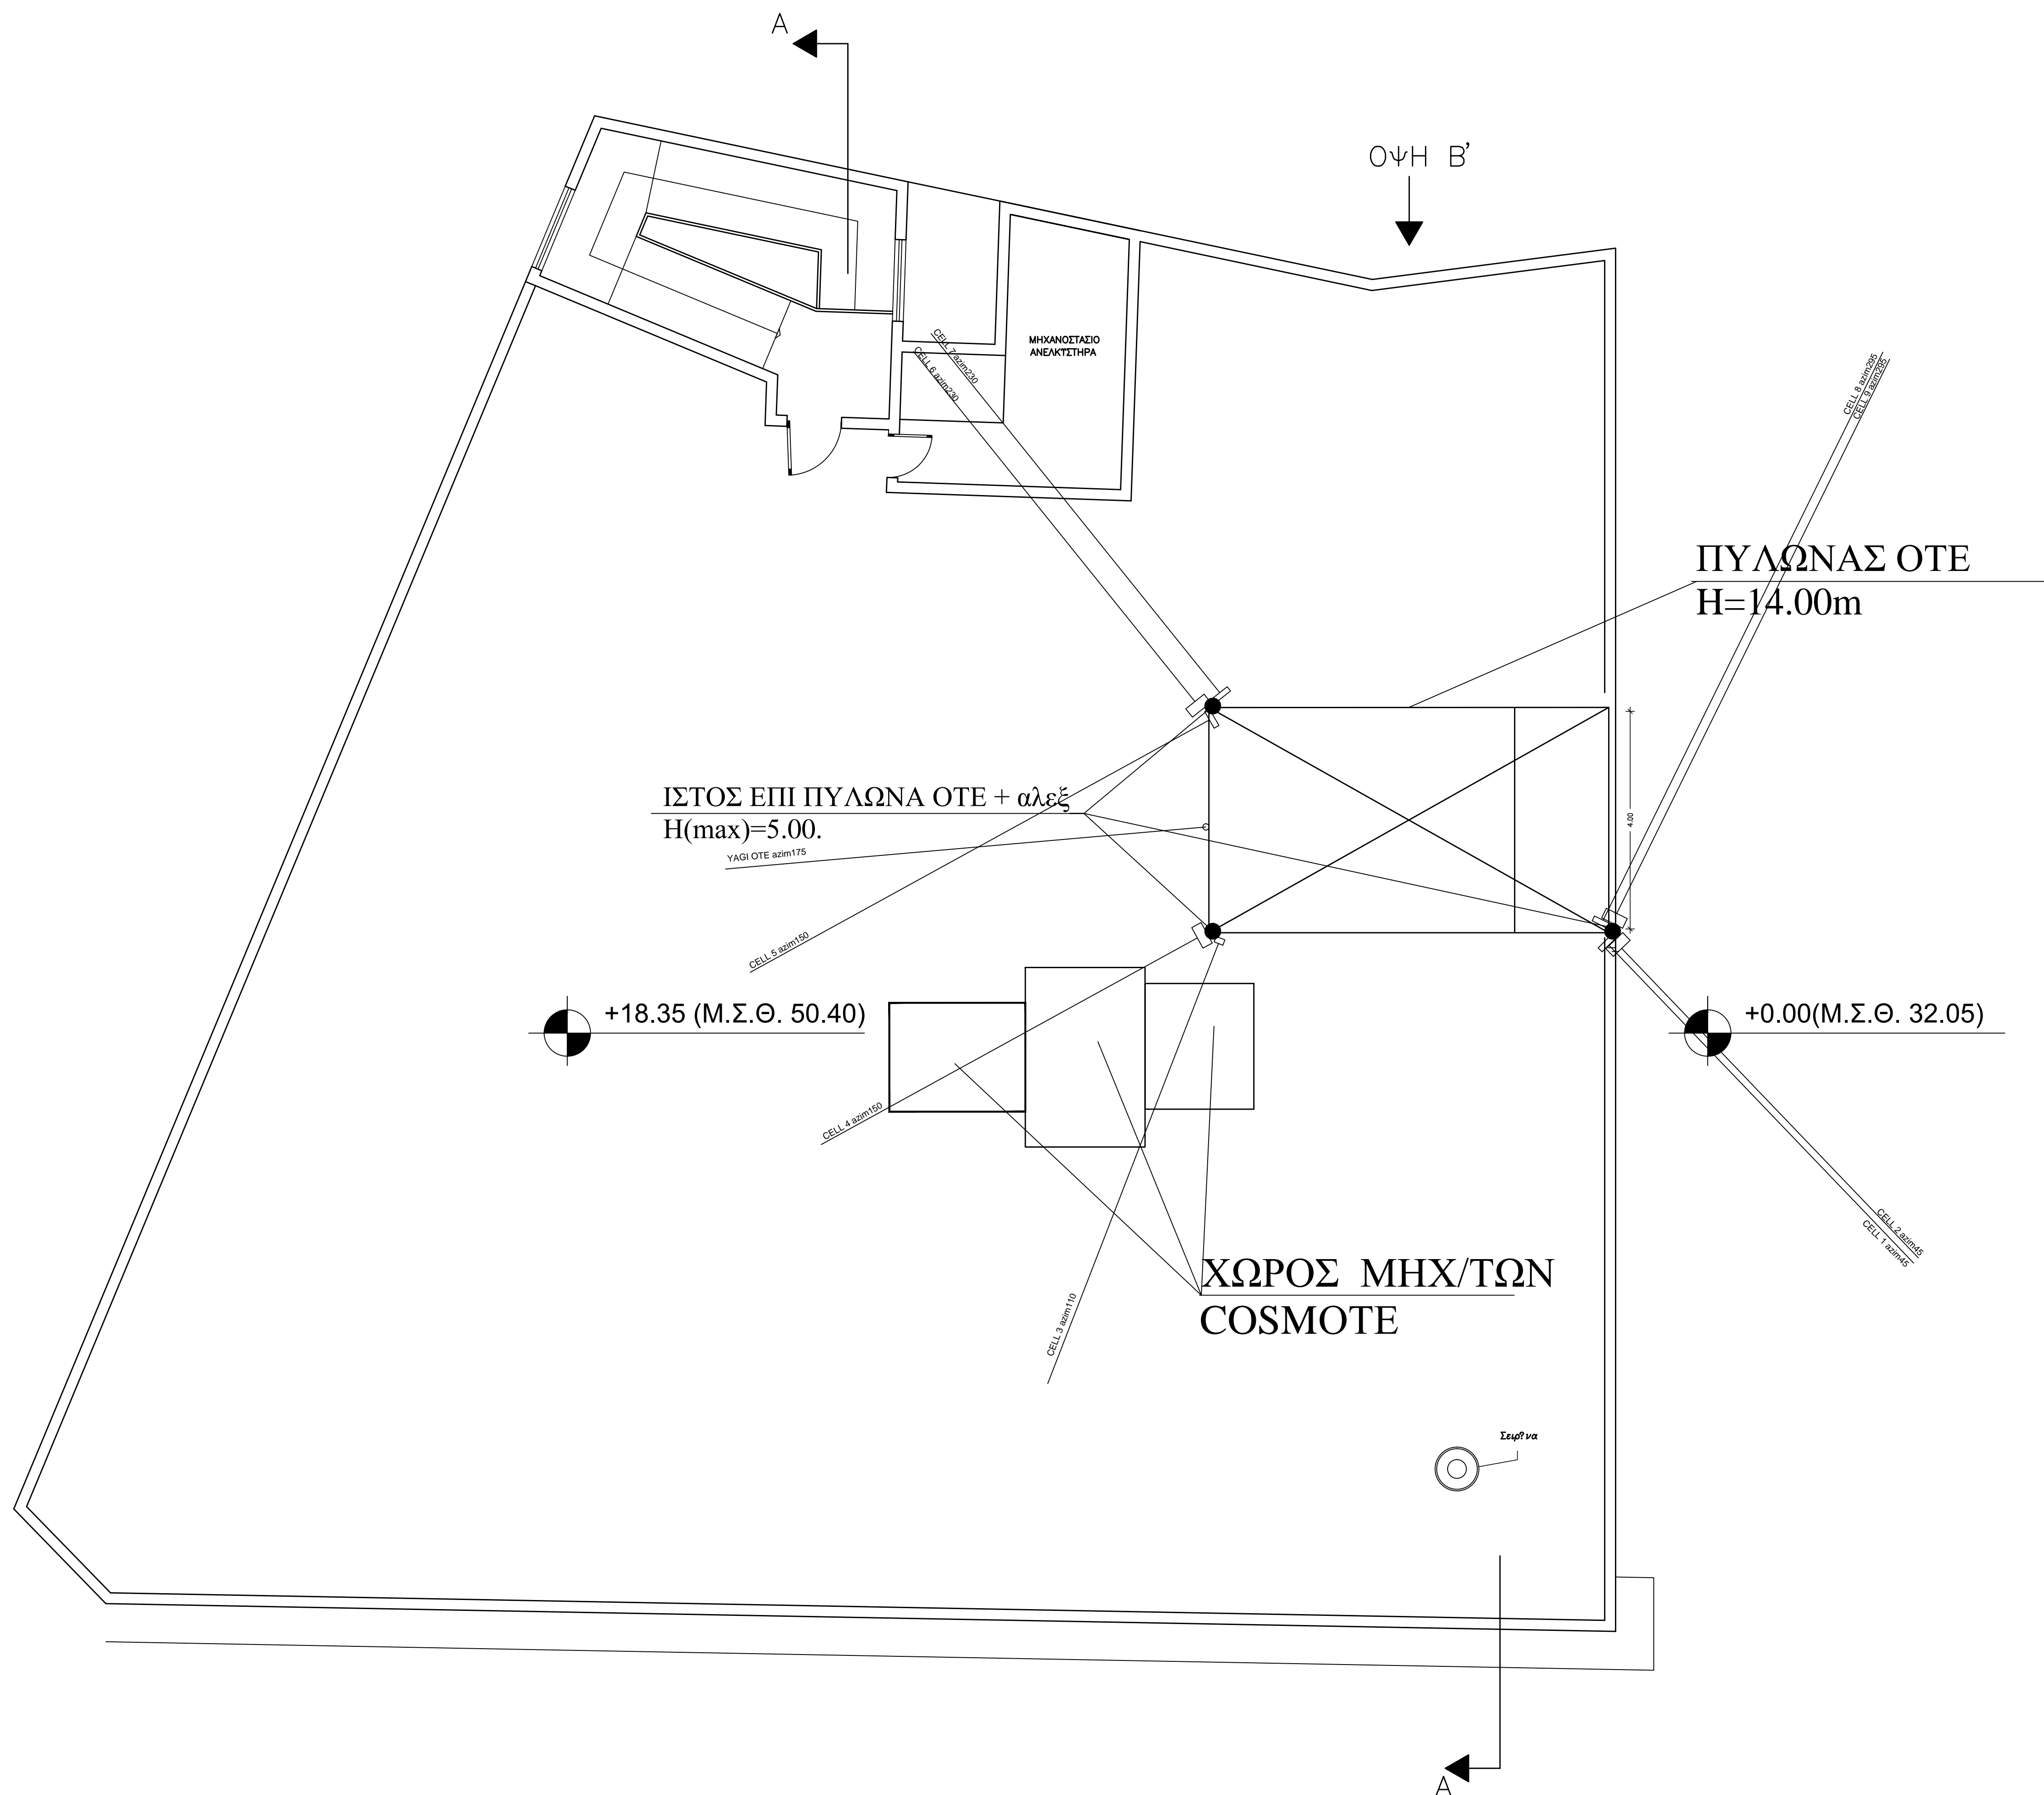 A
ΟΨΗ Β’
ΜΗΧΑΝΟΣΤΑΣΙΟ
CELL 7 azim230
CELL 6 azim230
CELL 8 azim295
CELL 9 azim295
ΠΥΛΩΝΑΣ ΟΤΕ
H=14.00m
ΙΣΤΟΣ ΕΠΙ ΠΥΛΩΝΑ ΟΤΕ + αλεξ
H(max)=5.00.
4.00
YAGI OTE azim175
CELL 5 azim150
+18.35 (Μ.Σ.Θ. 50.40)
+0.00(Μ.Σ.Θ. 32.05)
CELL 4 azim150
CELL 2 azim45
CELL 1 azim45
ΧΩΡΟΣ ΜΗΧ/ΤΩΝ
COSMOTE
CELL 3 azim110
Σειρ?να
A